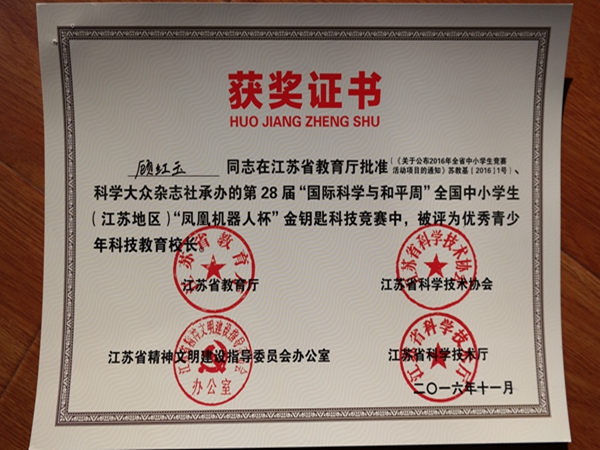 获奖证书
HUO JIANG ZHENG SHU
顾红玉 同志在江苏省教育厅批准(《关于公布2016年全省中小学生竞赛活动项目的通知》苏教基[2016]1号)、
科学大众杂志社承办的第28届“国际科学与和平周”全国中小学生
(江苏地区)“凤凰机器人杯”金钥匙科技竞赛中，被评为优秀青少
年科技教育校长。
江苏省教育厅
江苏省科学技术协会
江苏省精神文明建设指导委员会办公室
江苏省科学技术厅
二〇一六年十一月